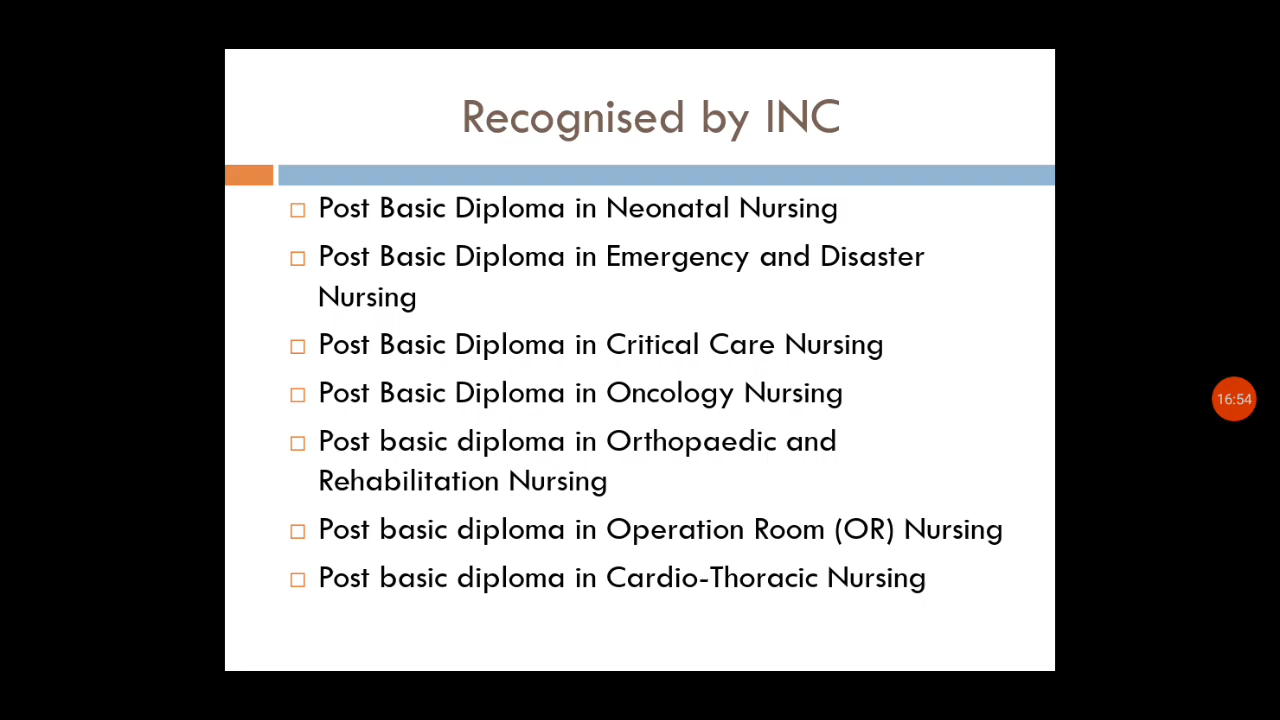 Recognised by INC
Post Basic Diploma in Neonatal Nursing
Post Basic Diploma in Emergency and Disaster
Nursing
Post Basic Diploma in Critical Care Nursing
Post Basic Diploma in Oncology Nursing
Post basic diploma in Orthopaedic and
Rehabilitation Nursing
Post basic diploma in Operation Room (OR) Nursing
Post basic diploma in Cardio-Thoracic Nursing
16:54